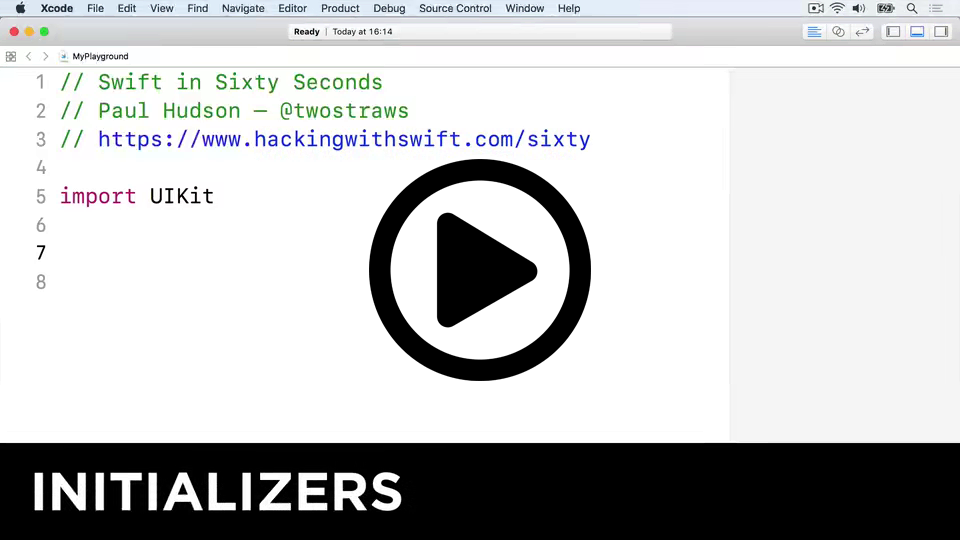 Xcode File Edit View Find Navigate Editor Product Debug Source Control Window Help
Ready | Today at 16:14
MyPlayground
1 // Swift in Sixty Seconds
2 // Paul Hudson — @twostraws
3 // https://www.hackingwithswift.com/sixty
4
5 import UIKit
6
7
8
INITIALIZERS